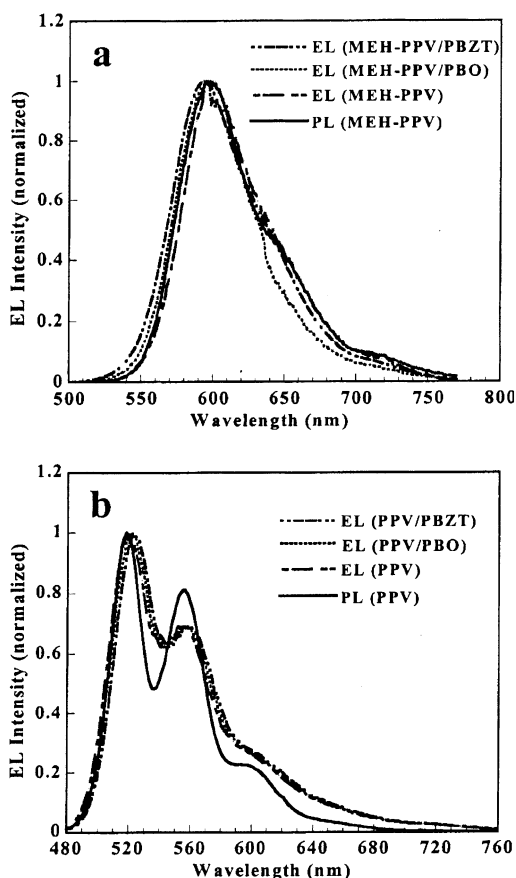 a
EL (MEH-PPV/PBZT)
EL (MEH-PPV/PBO)
EL (MEH-PPV)
PL (MEH-PPV)
EL Intensity (normalized)
1.2
1
0.8
0.6
0.4
0.2
0
500 550 600 650 700 750 800
Wavelength (nm)
b
EL (PPV/PBZT)
EL (PPV/PBO)
EL (PPV)
PL (PPV)
EL Intensity (normalized)
1.2
1
0.8
0.6
0.4
0.2
0
480 520 560 600 640 680 720 760
Wavelength (nm)